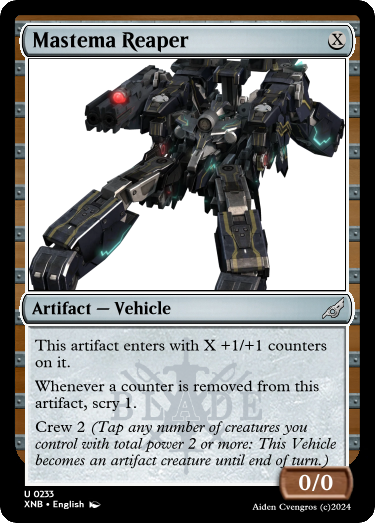 Mastema Reaper X
Artifact — Vehicle
This artifact enters with X +1/+1 counters
on it.
Whenever a counter is removed from this
artifact, scry 1.
Crew 2 (Tap any number of creatures you
control with total power 2 or more: This Vehicle
becomes an artifact creature until end of turn.)
BLADE
0/0
U 0233
XNB • English
Aiden Cvengros (c)2024